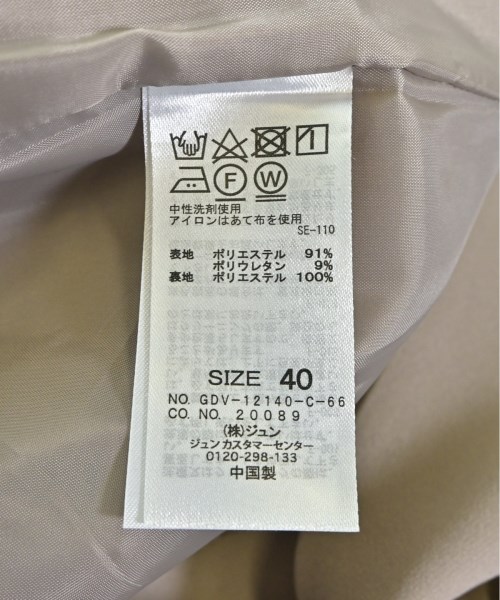 F W
中性洗剤使用
アイロンはあて布を使用
SE-110
表地 ポリエステル 91%
ポリウレタン 9%
裏地 ポリエステル 100%
SIZE 40
NO. GDV-12140-C-66
CO. NO. 20089
(株)ジュン
ジュン カスタマーセンター
0120-298-133
中国製